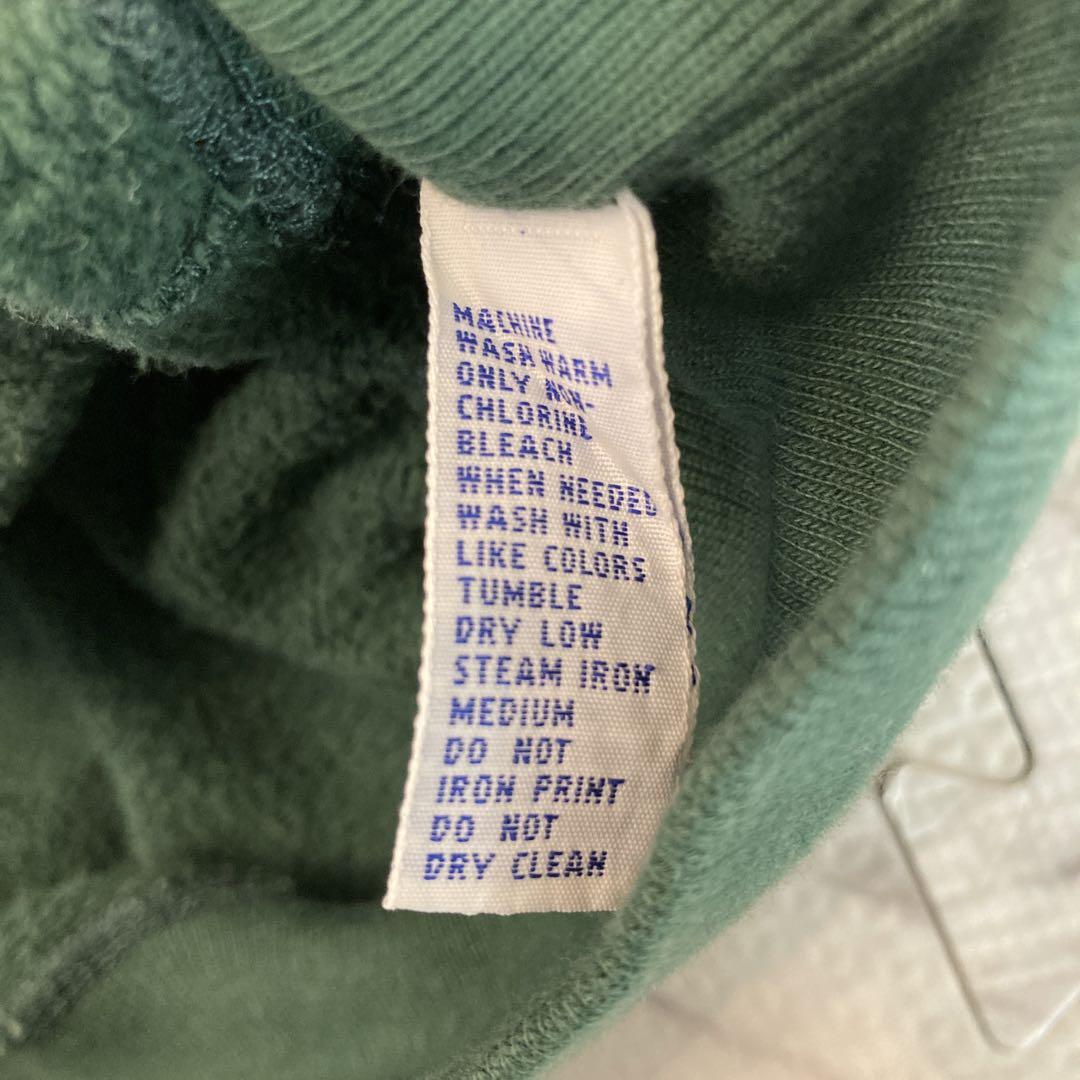 MACHINE
WASH WARM
ONLY NON-
CHLORINE
BLEACH
WHEN NEEDED
WASH WITH
LIKE COLORS
TUMBLE
DRY LOW
STEAM IRON
MEDIUM
DO NOT
IRON PRINT
DO NOT
DRY CLEAN